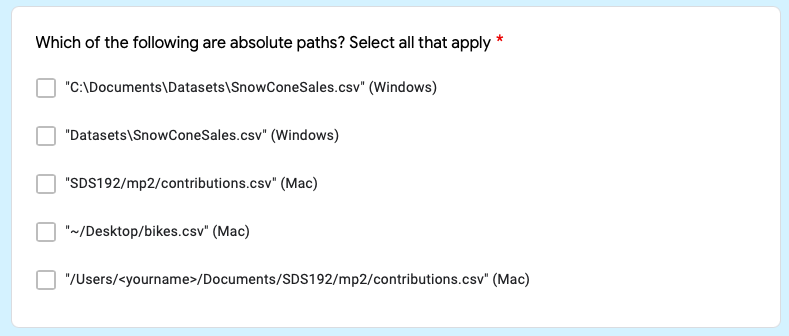 Which of the following are absolute paths? Select all that apply *
"C:\Documents\Datasets\SnowConeSales.csv" (Windows)
"Datasets\SnowConeSales.csv" (Windows)
"SDS192/mp2/contributions.csv" (Mac)
"~/Desktop/bikes.csv" (Mac)
"/Users/<yourname>/Documents/SDS192/mp2/contributions.csv" (Mac)